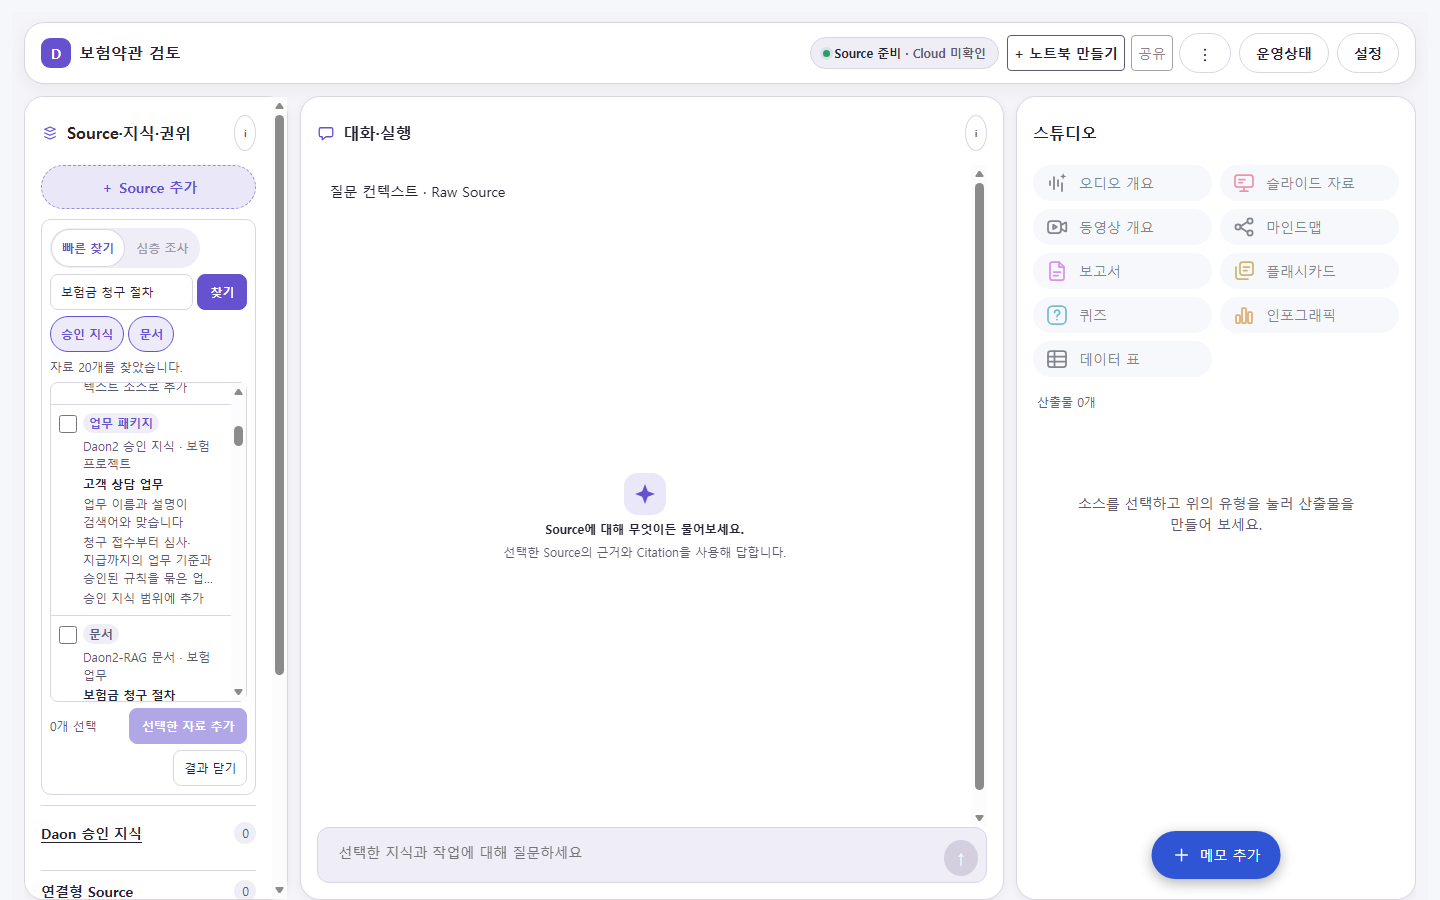 D 보험약관 검토
Source 준비 · Cloud 미확인
+ 노트북 만들기
공유
⋮
운영상태
설정
Source·지식·권위
i
+ Source 추가
빠른 찾기
심층 조사
보험금 청구 절차
찾기
승인 지식
문서
자료 20개를 찾았습니다.
텍스트 소스로 추가
업무 패키지
Daon2 승인 지식 · 보험
프로젝트
고객 상담 업무
업무 이름과 설명이
검색어와 맞습니다
청구 접수부터 심사·
지급까지의 업무 기준과
승인된 규칙을 묶은 업...
승인 지식 범위에 추가
문서
Daon2-RAG 문서 · 보험
업무
보험금 청구 절차
0개 선택
선택한 자료 추가
결과 닫기
Daon 승인 지식
0
연결형 Source
0
대화·실행
i
질문 컨텍스트 · Raw Source
Source에 대해 무엇이든 물어보세요.
선택한 Source의 근거와 Citation을 사용해 답합니다.
선택한 지식과 작업에 대해 질문하세요
↑
스튜디오
오디오 개요
슬라이드 자료
동영상 개요
마인드맵
보고서
플래시카드
퀴즈
인포그래픽
데이터 표
산출물 0개
소스를 선택하고 위의 유형을 눌러 산출물을
만들어 보세요.
+ 메모 추가